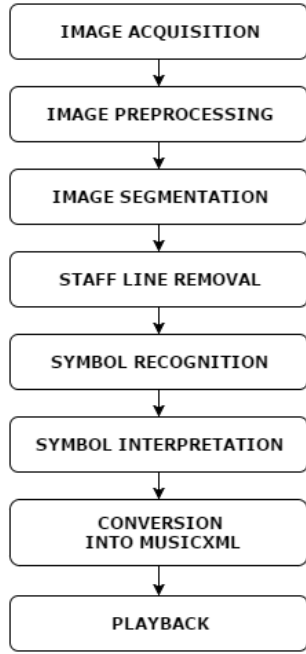 IMAGE ACQUISITION
IMAGE PREPROCESSING
IMAGE SEGMENTATION
STAFF LINE REMOVAL
SYMBOL RECOGNITION
SYMBOL INTERPRETATION
CONVERSION
INTO MUSICXML
PLAYBACK